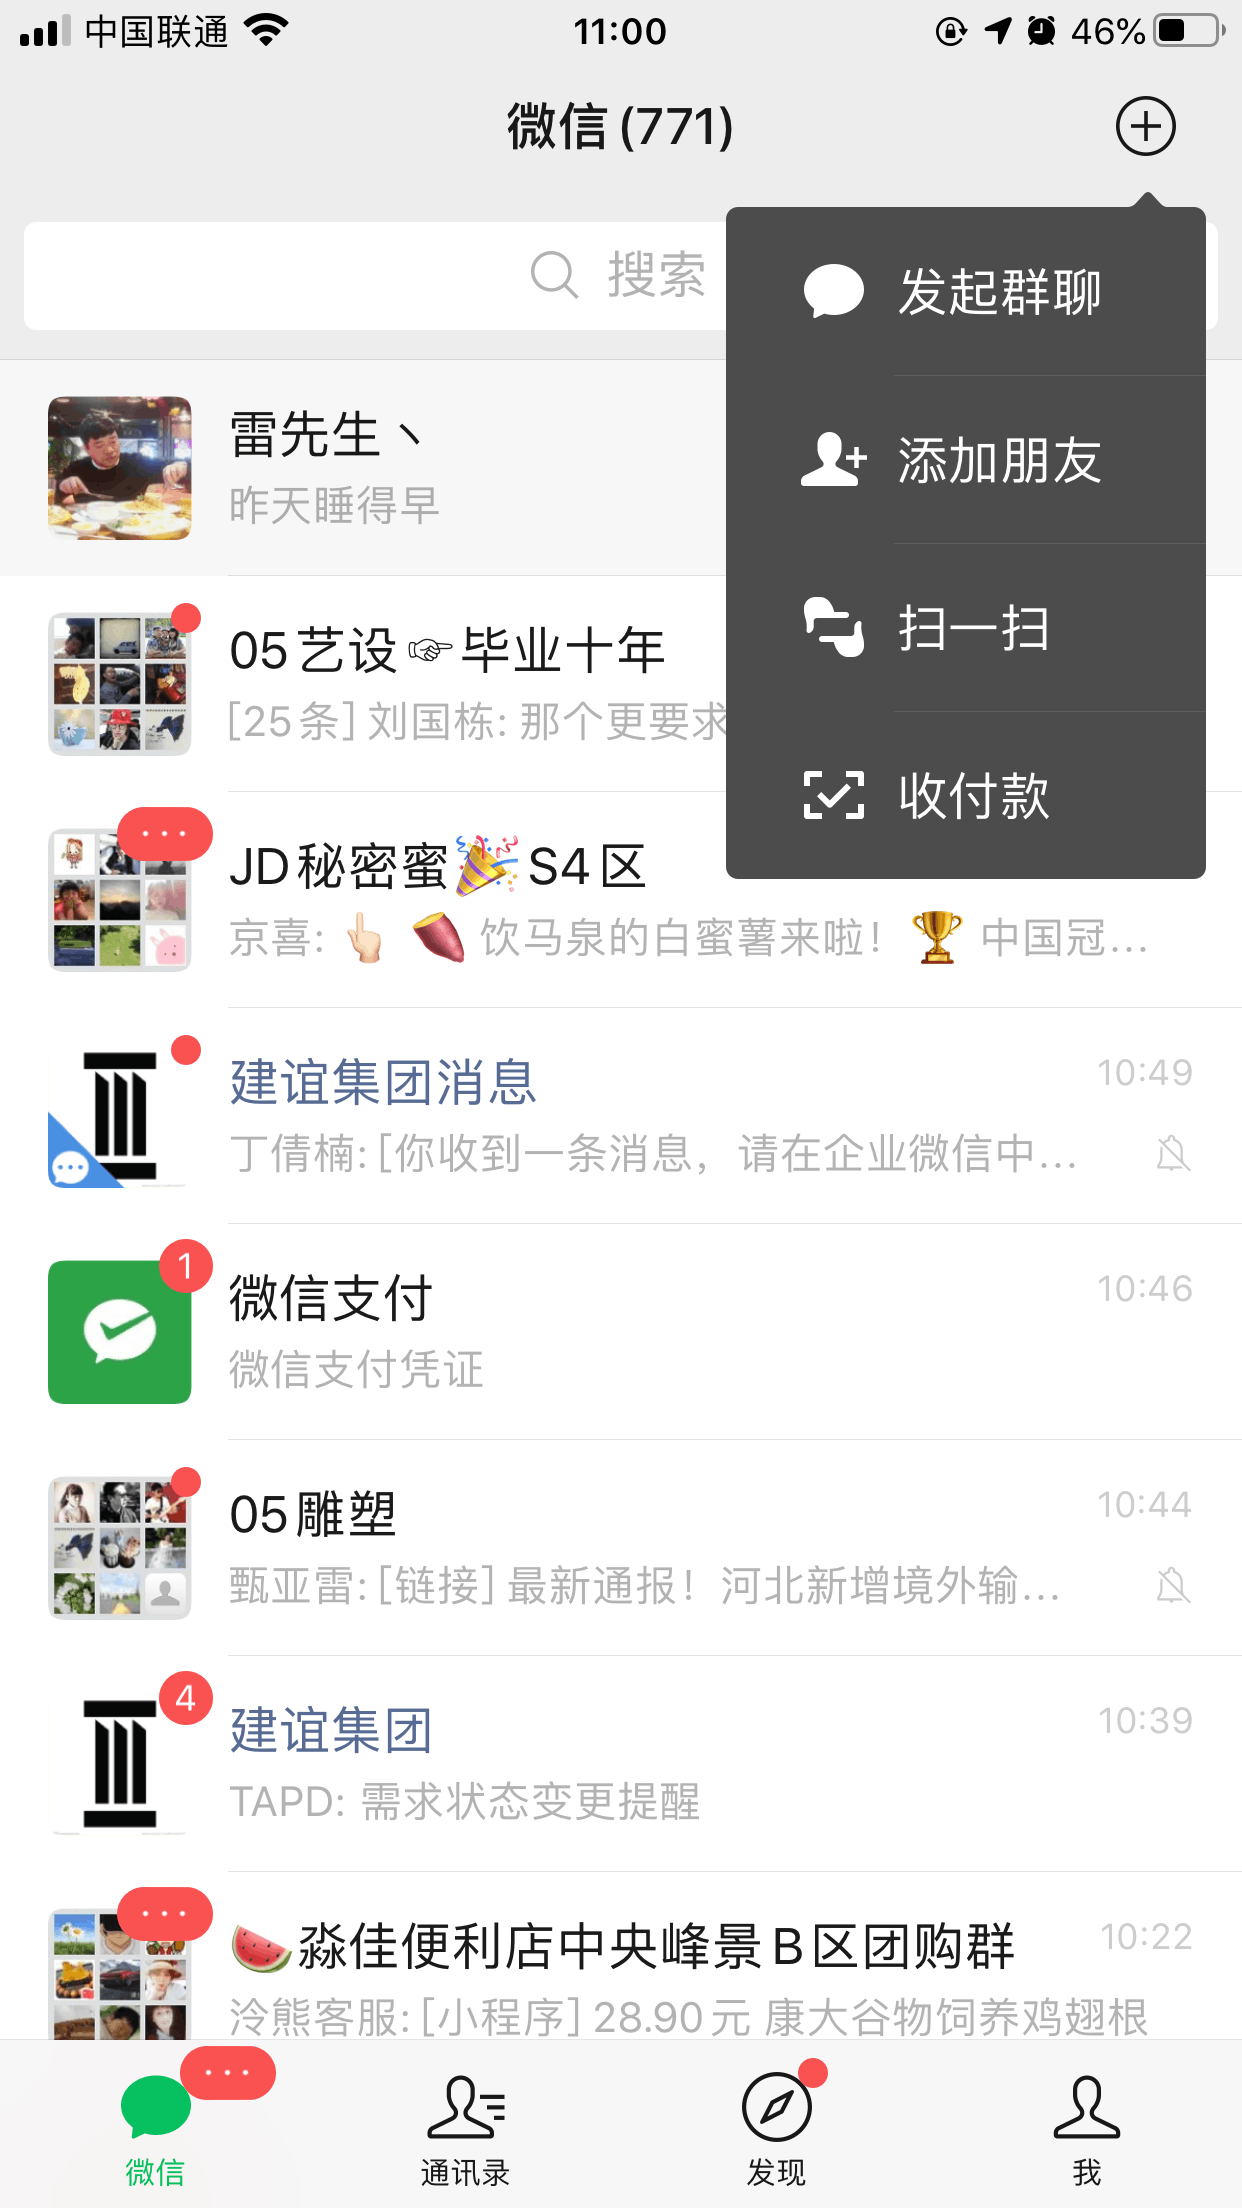 中国联通
11:00
46%
微信(771)
搜索
发起群聊
添加朋友
扫一扫
收付款
雷先生丶
昨天睡得早
05艺设☞毕业十年
[25条]刘国栋: 那个更要求
JD秘密蜜🎉S4区
京喜: 👆🏻 🍠 饮马泉的白蜜薯来啦！🏆 中国冠...
建谊集团消息
10:49
丁倩楠: [你收到一条消息，请在企业微信中...
1
微信支付
10:46
微信支付凭证
05雕塑
10:44
甄亚雷: [链接] 最新通报！河北新增境外输...
4
建谊集团
10:39
TAPD: 需求状态变更提醒
🍉淼佳便利店中央峰景B区团购群
10:22
泠熊客服: [小程序] 28.90元 康大谷物饲养鸡翅根
微信
通讯录
发现
我